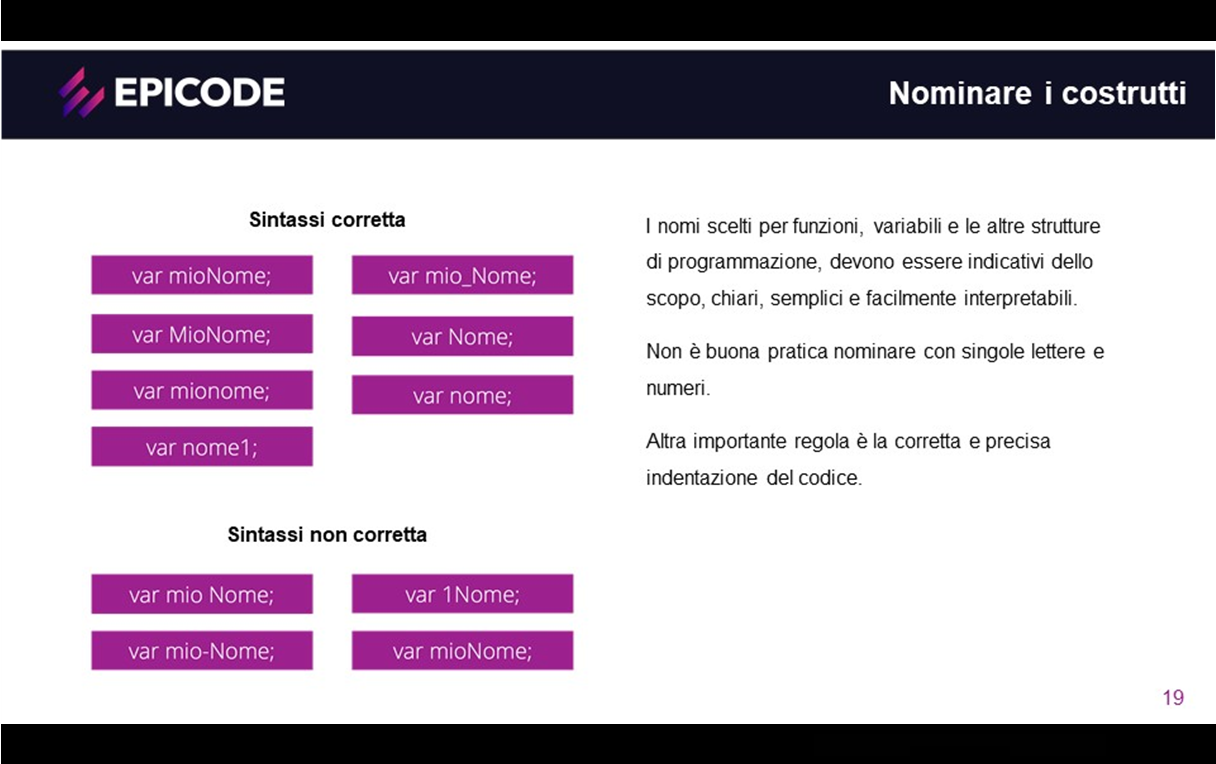 EPICODE
Nominare i costrutti
Sintassi corretta
var mioNome;
var mio_Nome;
var MioNome;
var Nome;
var mionome;
var nome;
var nome1;
Sintassi non corretta
var mio Nome;
var 1Nome;
var mio-Nome;
var mioNome;
I nomi scelti per funzioni, variabili e le altre strutture
di programmazione, devono essere indicativi dello
scopo, chiari, semplici e facilmente interpretabili.
Non è buona pratica nominare con singole lettere e
numeri.
Altra importante regola è la corretta e precisa
indentazione del codice.
19